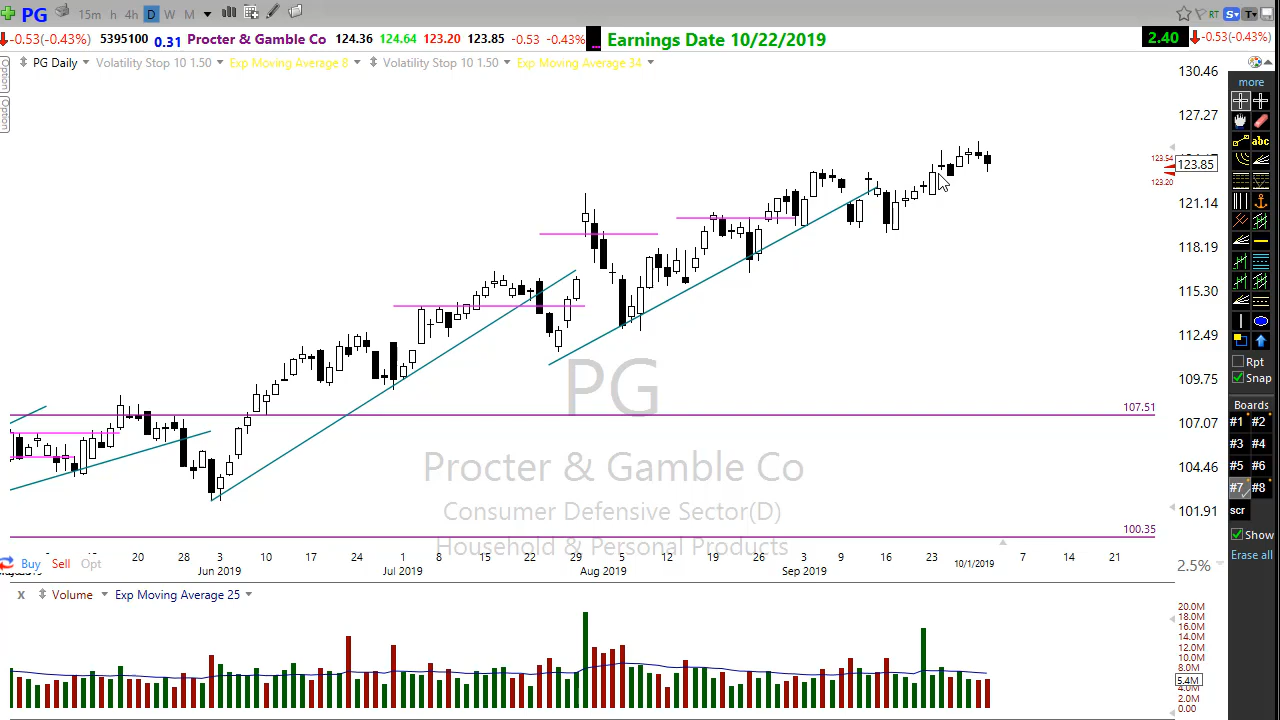 PG 15m h 4h D W M RT S T
-0.53(-0.43%) 5395100 0.31 Procter & Gamble Co 124.36 124.64 123.20 123.85 -0.53 -0.43% Earnings Date 10/22/2019 2.40 -0.53(-0.43%)
PG Daily Volatility Stop 10 1.50 Exp Moving Average 8 Volatility Stop 10 1.50 Exp Moving Average 34
Option
Option
130.46
127.27
123.54
123.85
123.20
121.14
118.19
115.30
112.49
109.75
107.51
107.07
104.46
101.91
100.35
PG
Procter & Gamble Co
Consumer Defensive Sector(D)
Household & Personal Products
20 28 3 10 17 24 1 8 15 22 29 5 12 19 26 3 9 16 23 10/1/2019 7 14 21
Jun 2019 Jul 2019 Aug 2019 Sep 2019
Buy Sell Opt 2.5%
x Volume Exp Moving Average 25
20.0M
18.0M
16.0M
14.0M
12.0M
10.0M
8.0M
5.4M
4.0M
2.0M
0.00
more
abc
Rpt
Snap
Boards
#1 #2
#3 #4
#5 #6
#7 #8
scr
Show
Erase all